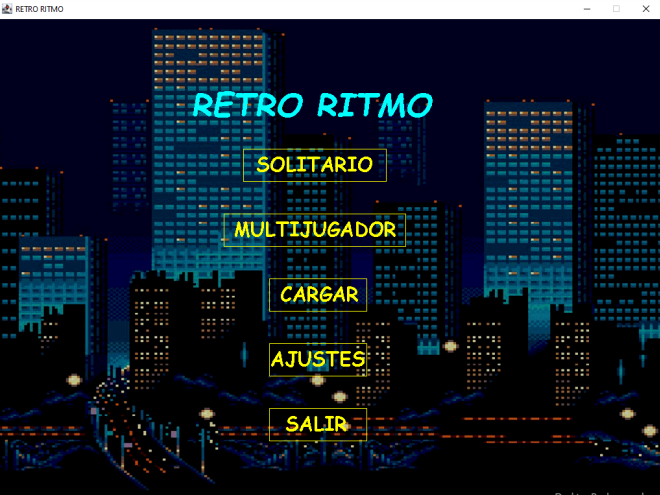 RETRO RITMO
RETRO RITMO
SOLITARIO
MULTIJUGADOR
CARGAR
AJUSTES
SALIR